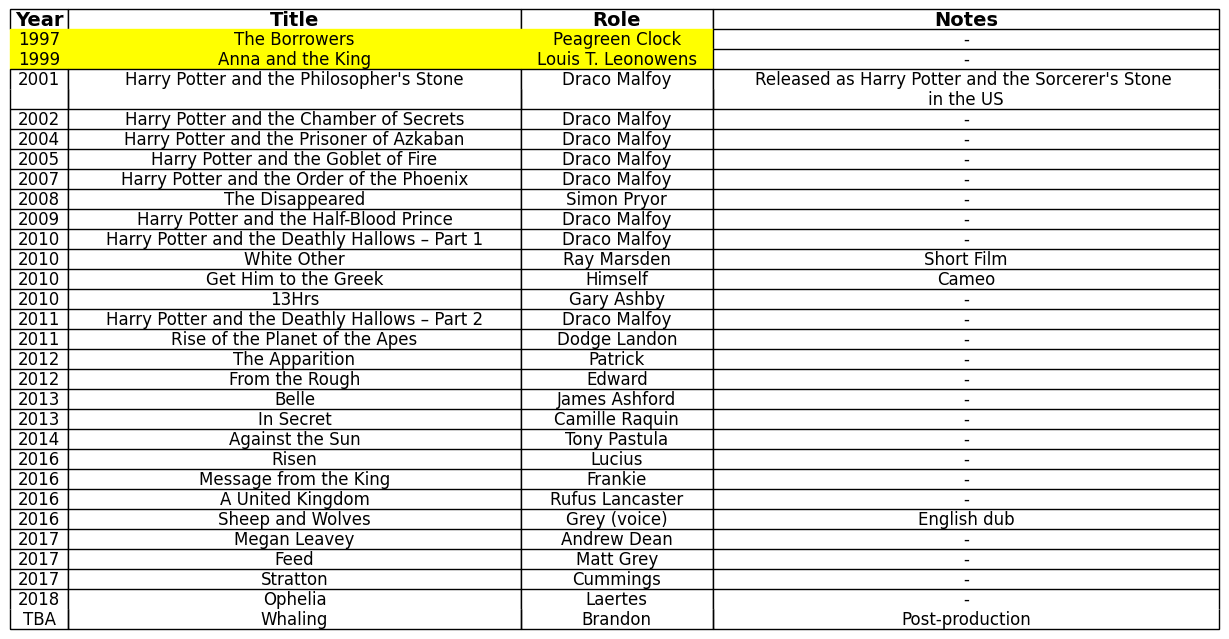 Year Title Role Notes
1997 The Borrowers Peagreen Clock -
1999 Anna and the King Louis T. Leonowens -
2001 Harry Potter and the Philosopher's Stone Draco Malfoy Released as Harry Potter and the Sorcerer's Stone
in the US
2002 Harry Potter and the Chamber of Secrets Draco Malfoy -
2004 Harry Potter and the Prisoner of Azkaban Draco Malfoy -
2005 Harry Potter and the Goblet of Fire Draco Malfoy -
2007 Harry Potter and the Order of the Phoenix Draco Malfoy -
2008 The Disappeared Simon Pryor -
2009 Harry Potter and the Half-Blood Prince Draco Malfoy -
2010 Harry Potter and the Deathly Hallows – Part 1 Draco Malfoy -
2010 White Other Ray Marsden Short Film
2010 Get Him to the Greek Himself Cameo
2010 13Hrs Gary Ashby -
2011 Harry Potter and the Deathly Hallows – Part 2 Draco Malfoy -
2011 Rise of the Planet of the Apes Dodge Landon -
2012 The Apparition Patrick -
2012 From the Rough Edward -
2013 Belle James Ashford -
2013 In Secret Camille Raquin -
2014 Against the Sun Tony Pastula -
2016 Risen Lucius -
2016 Message from the King Frankie -
2016 A United Kingdom Rufus Lancaster -
2016 Sheep and Wolves Grey (voice) English dub
2017 Megan Leavey Andrew Dean -
2017 Feed Matt Grey -
2017 Stratton Cummings -
2018 Ophelia Laertes -
TBA Whaling Brandon Post-production